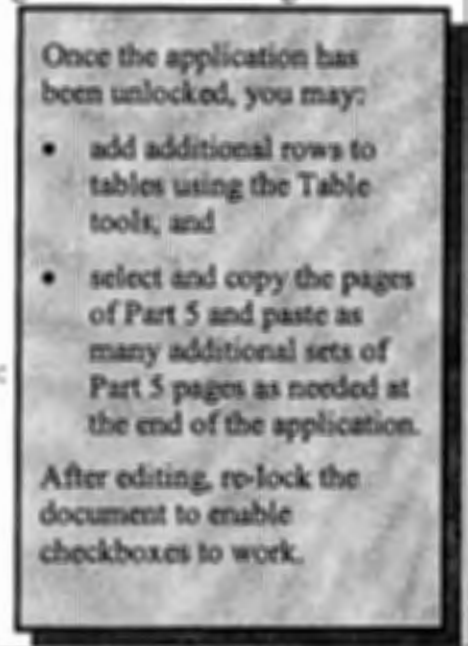 Once the application has
been unlocked, you may:
• add additional rows to
tables using the Table
tools, and
• select and copy the pages
of Part 5 and paste as
many additional sets of
Part 5 pages as needed at
the end of the application.
After editing, re-lock the
document to enable
checkboxes to work.